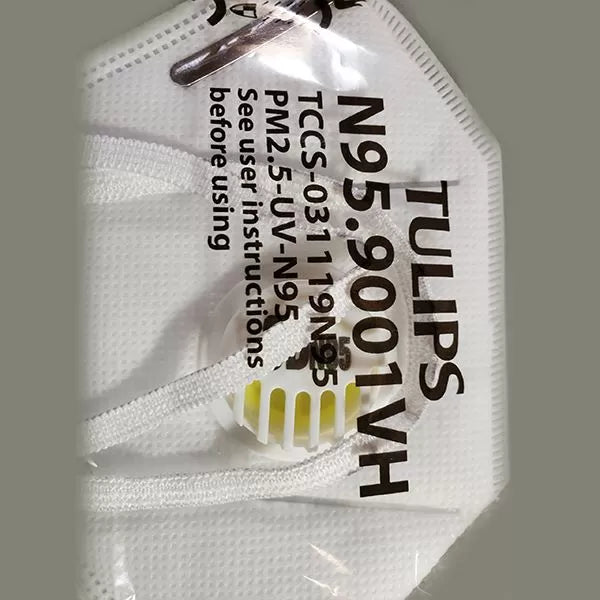 TULIPS
N95.9001VH
TCCS-031119N95
PM2.5-UV-N95
See user instructions
before using